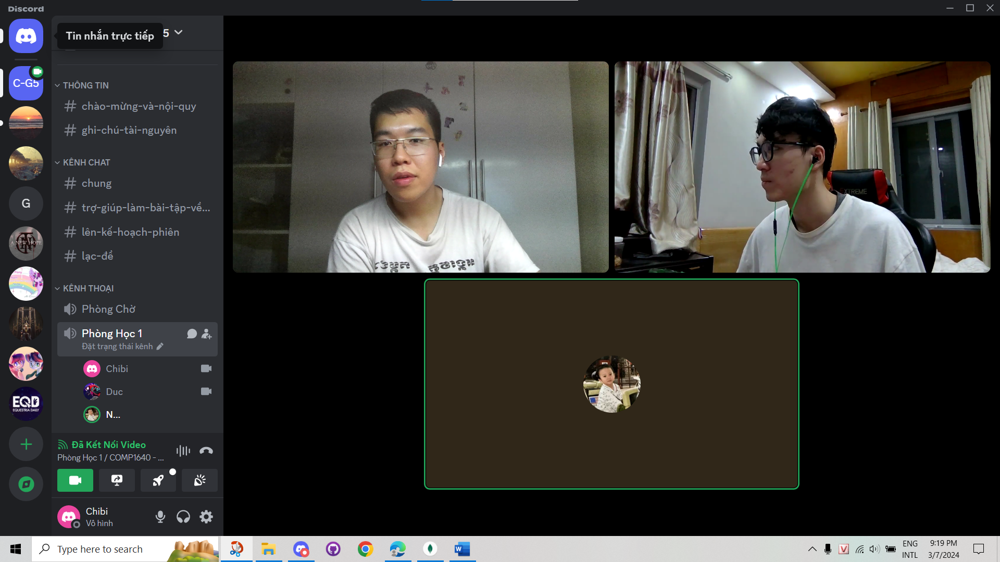 Discord
Tin nhắn trực tiếp
5
C-G5
THÔNG TIN
chào-mừng-và-nội-quy
ghi-chú-tài-nguyên
KÊNH CHAT
chung
G
trợ-giúp-làm-bài-tập-về...
lên-kế-hoạch-phiên
A NEW HOPE
lạc-đề
KÊNH THOẠI
Phòng Chờ
Phòng Học 1
Đặt trạng thái kênh
Chibi
Duc
EQD
EQUESTRIA DAILY
N...
Đã Kết Nối Video
Phòng Học 1 / COMP1640 - ...
Chibi
Vô hình
XTREME
Type here to search
W
V
ENG
INTL
9:19 PM
3/7/2024